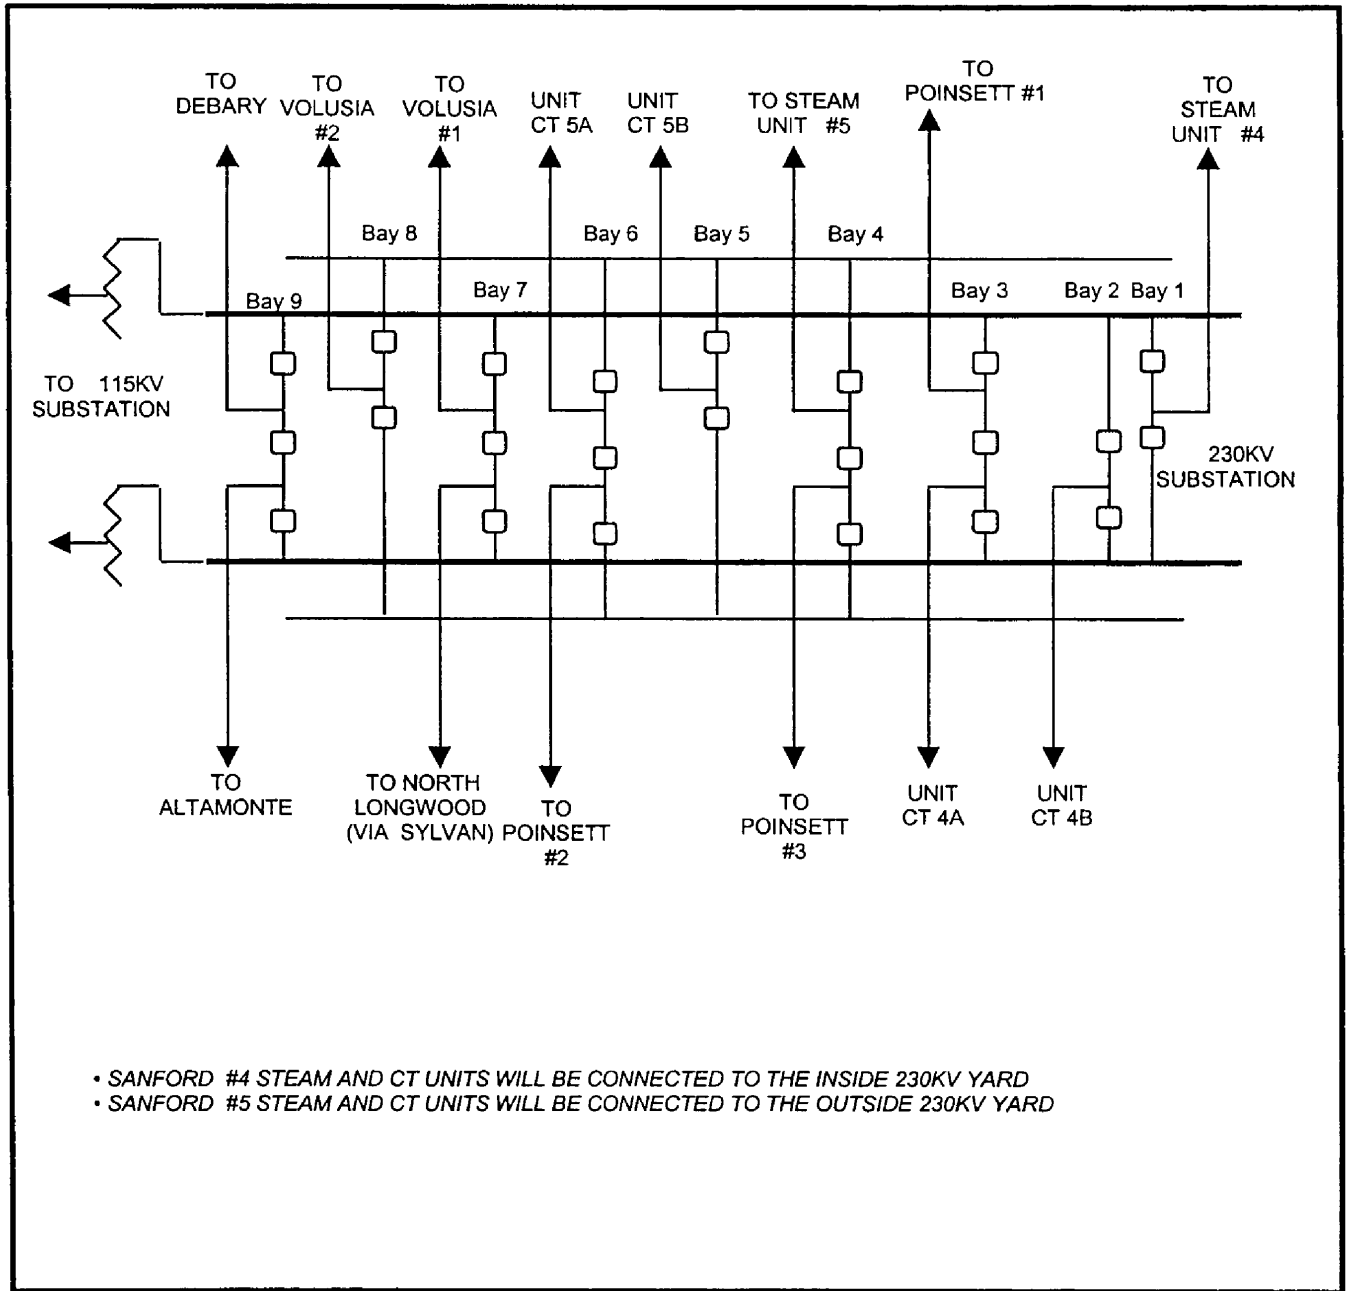 TO
DEBARY
TO
VOLUSIA
#2
TO
VOLUSIA
#1
UNIT
CT 5A
UNIT
CT 5B
TO STEAM
UNIT #5
TO
POINSETT #1
TO
STEAM
UNIT #4
Bay 8
Bay 6
Bay 5
Bay 4
Bay 9
Bay 7
Bay 3
Bay 2
Bay 1
TO 115KV
SUBSTATION
230KV
SUBSTATION
TO
ALTAMONTE
TO NORTH
LONGWOOD
(VIA SYLVAN)
TO
POINSETT
#2
TO
POINSETT
#3
UNIT
CT 4A
UNIT
CT 4B
• SANFORD #4 STEAM AND CT UNITS WILL BE CONNECTED TO THE INSIDE 230KV YARD
• SANFORD #5 STEAM AND CT UNITS WILL BE CONNECTED TO THE OUTSIDE 230KV YARD